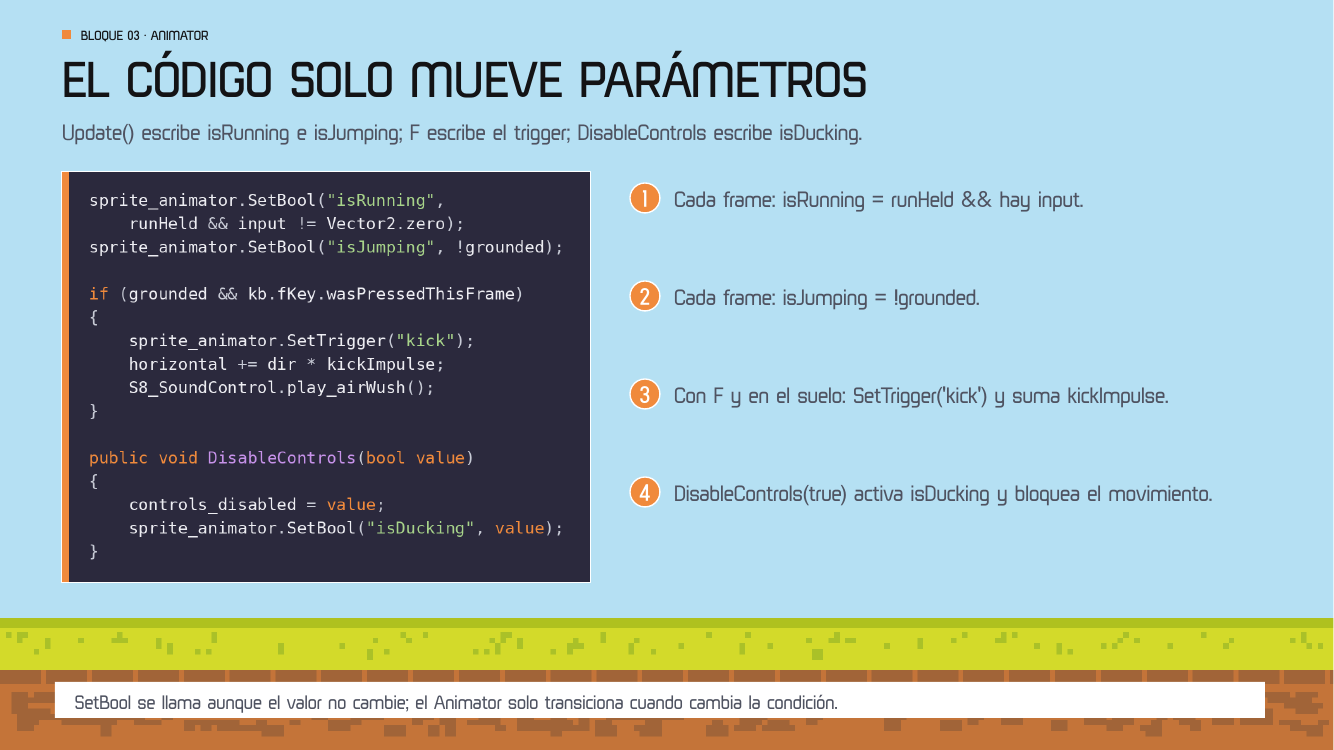 BLOQUE 03 · ANIMATOR
EL CÓDIGO SOLO MUEVE PARÁMETROS
Update() escribe isRunning e isJumping; F escribe el trigger; DisableControls escribe isDucking.
sprite_animator.SetBool("isRunning",
    runHeld && input != Vector2.zero);
sprite_animator.SetBool("isJumping", !grounded);
if (grounded && kb.fKey.wasPressedThisFrame)
{
    sprite_animator.SetTrigger("kick");
    horizontal += dir * kickImpulse;
    S8_SoundControl.play_airWush();
}
public void DisableControls(bool value)
{
    controls_disabled = value;
    sprite_animator.SetBool("isDucking", value);
}
1 Cada frame: isRunning = runHeld && hay input.
2 Cada frame: isJumping = !grounded.
3 Con F y en el suelo: SetTrigger('kick') y suma kickImpulse.
4 DisableControls(true) activa isDucking y bloquea el movimiento.
SetBool se llama aunque el valor no cambie; el Animator solo transiciona cuando cambia la condición.